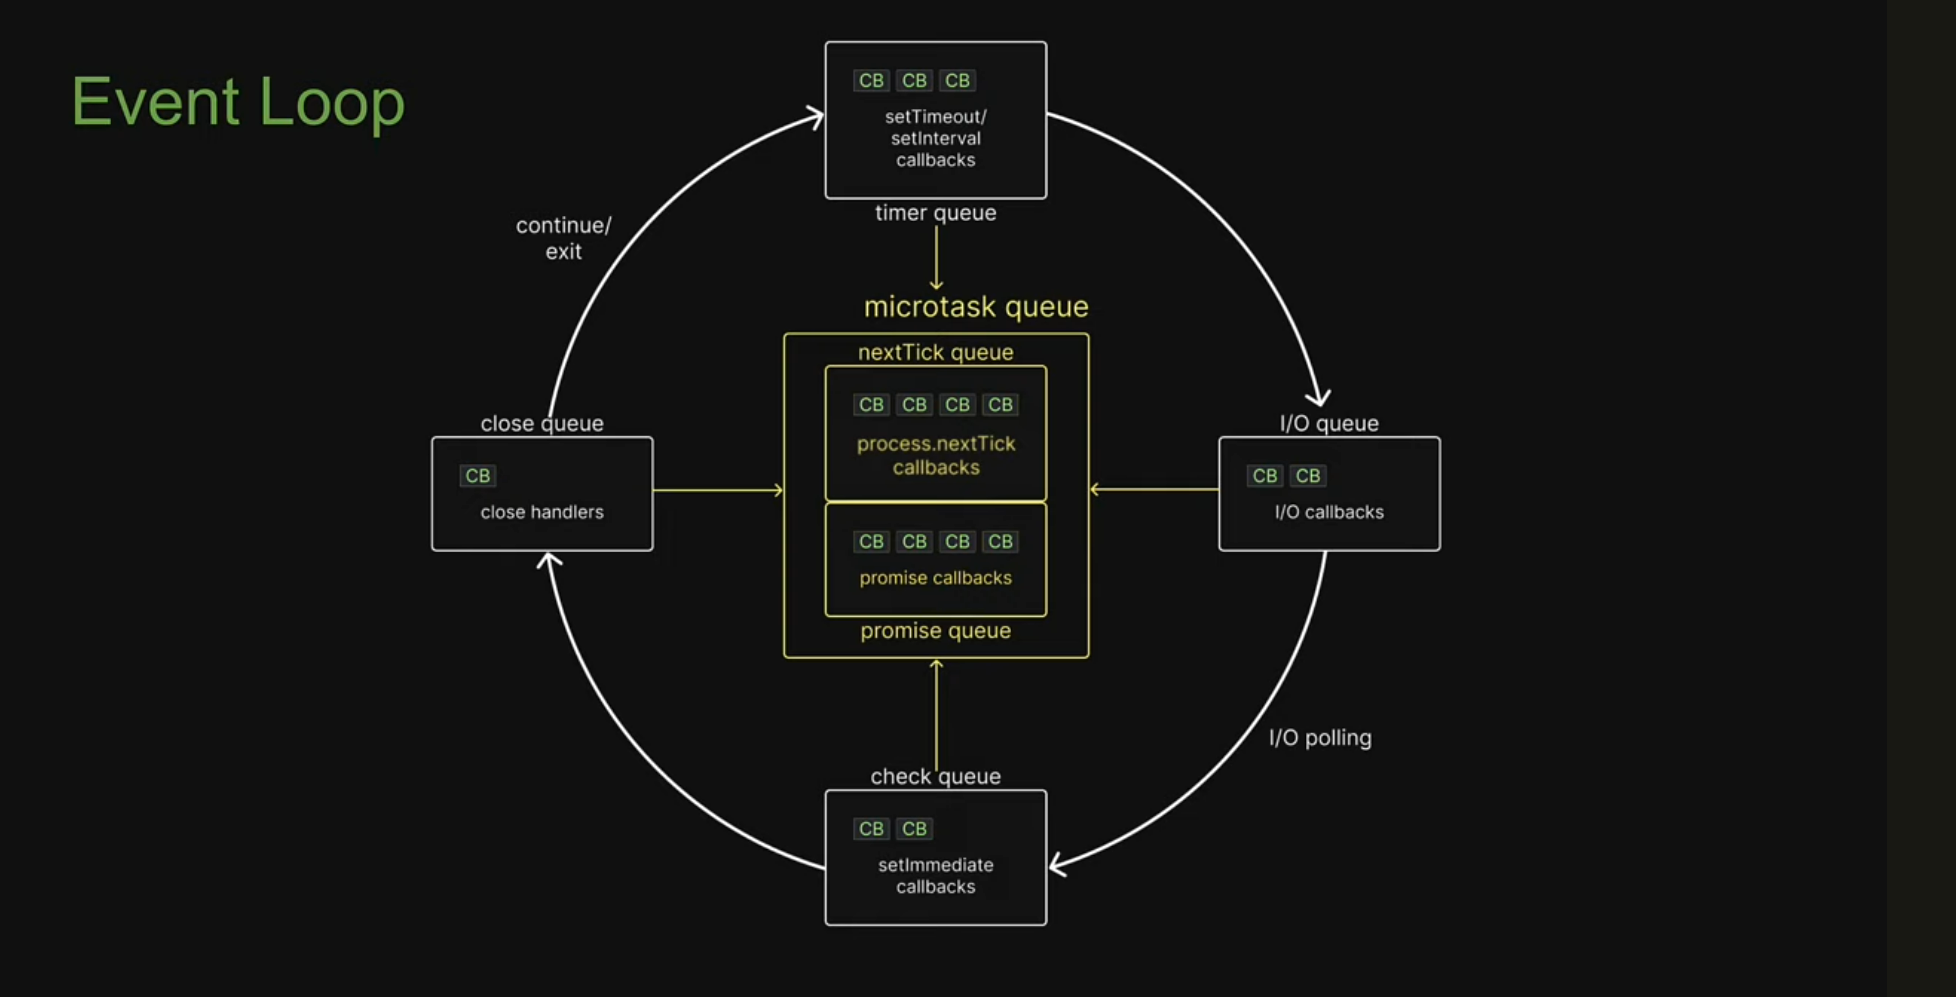 Event Loop
CB CB CB
setTimeout/
setInterval
callbacks
timer queue
continue/
exit
microtask queue
nextTick queue
CB CB CB CB
process.nextTick
callbacks
CB CB CB CB
promise callbacks
promise queue
close queue
CB
close handlers
I/O queue
CB CB
I/O callbacks
I/O polling
check queue
CB CB
setImmediate
callbacks